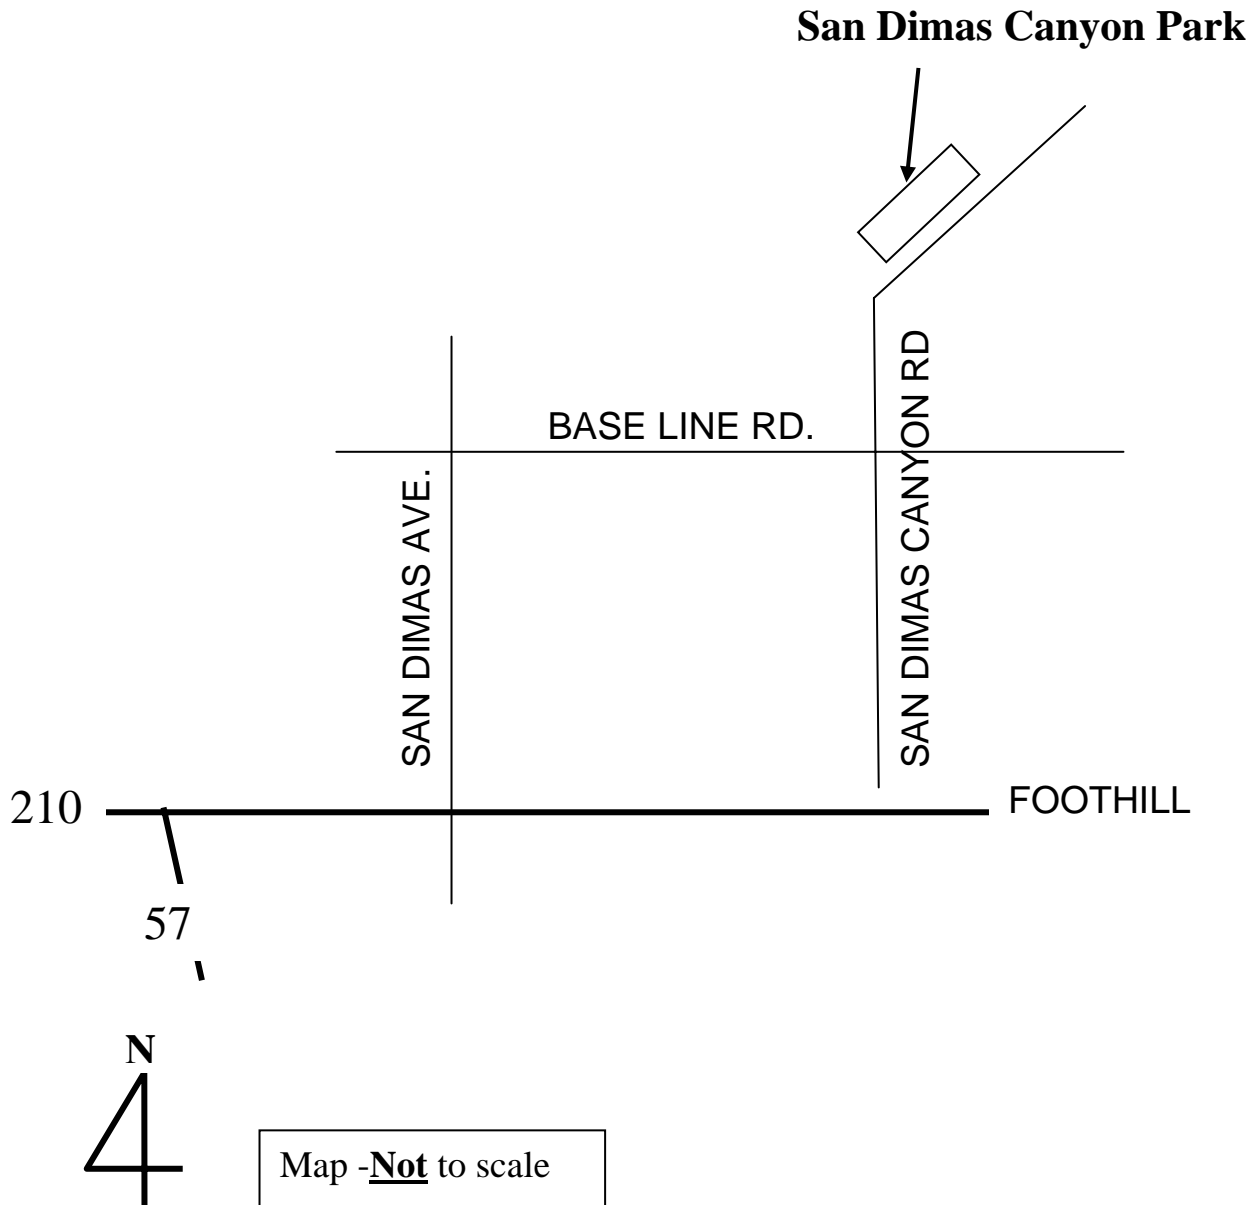 San Dimas Canyon Park
SAN DIMAS CANYON RD
BASE LINE RD.
SAN DIMAS AVE.
210
FOOTHILL
57
N
Map -Not to scale